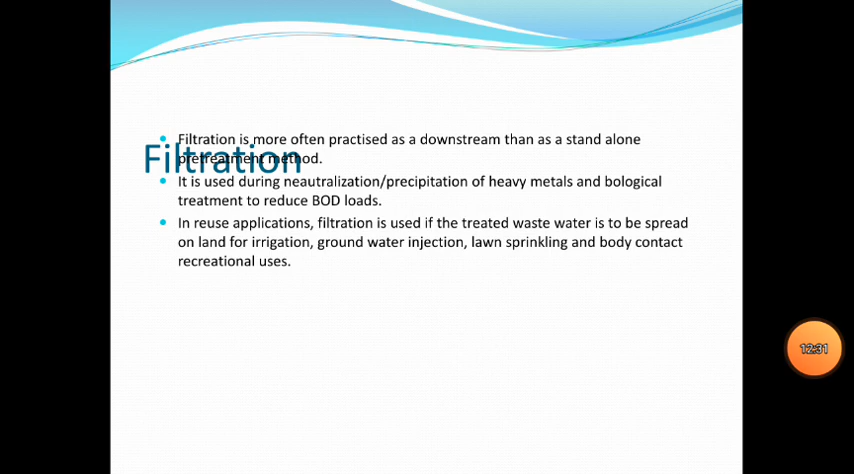 Filtration
Filtration is more often practised as a downstream than as a stand alone
pretreatment method.
It is used during neautralization/precipitation of heavy metals and bological
treatment to reduce BOD loads.
In reuse applications, filtration is used if the treated waste water is to be spread
on land for irrigation, ground water injection, lawn sprinkling and body contact
recreational uses.
12:31